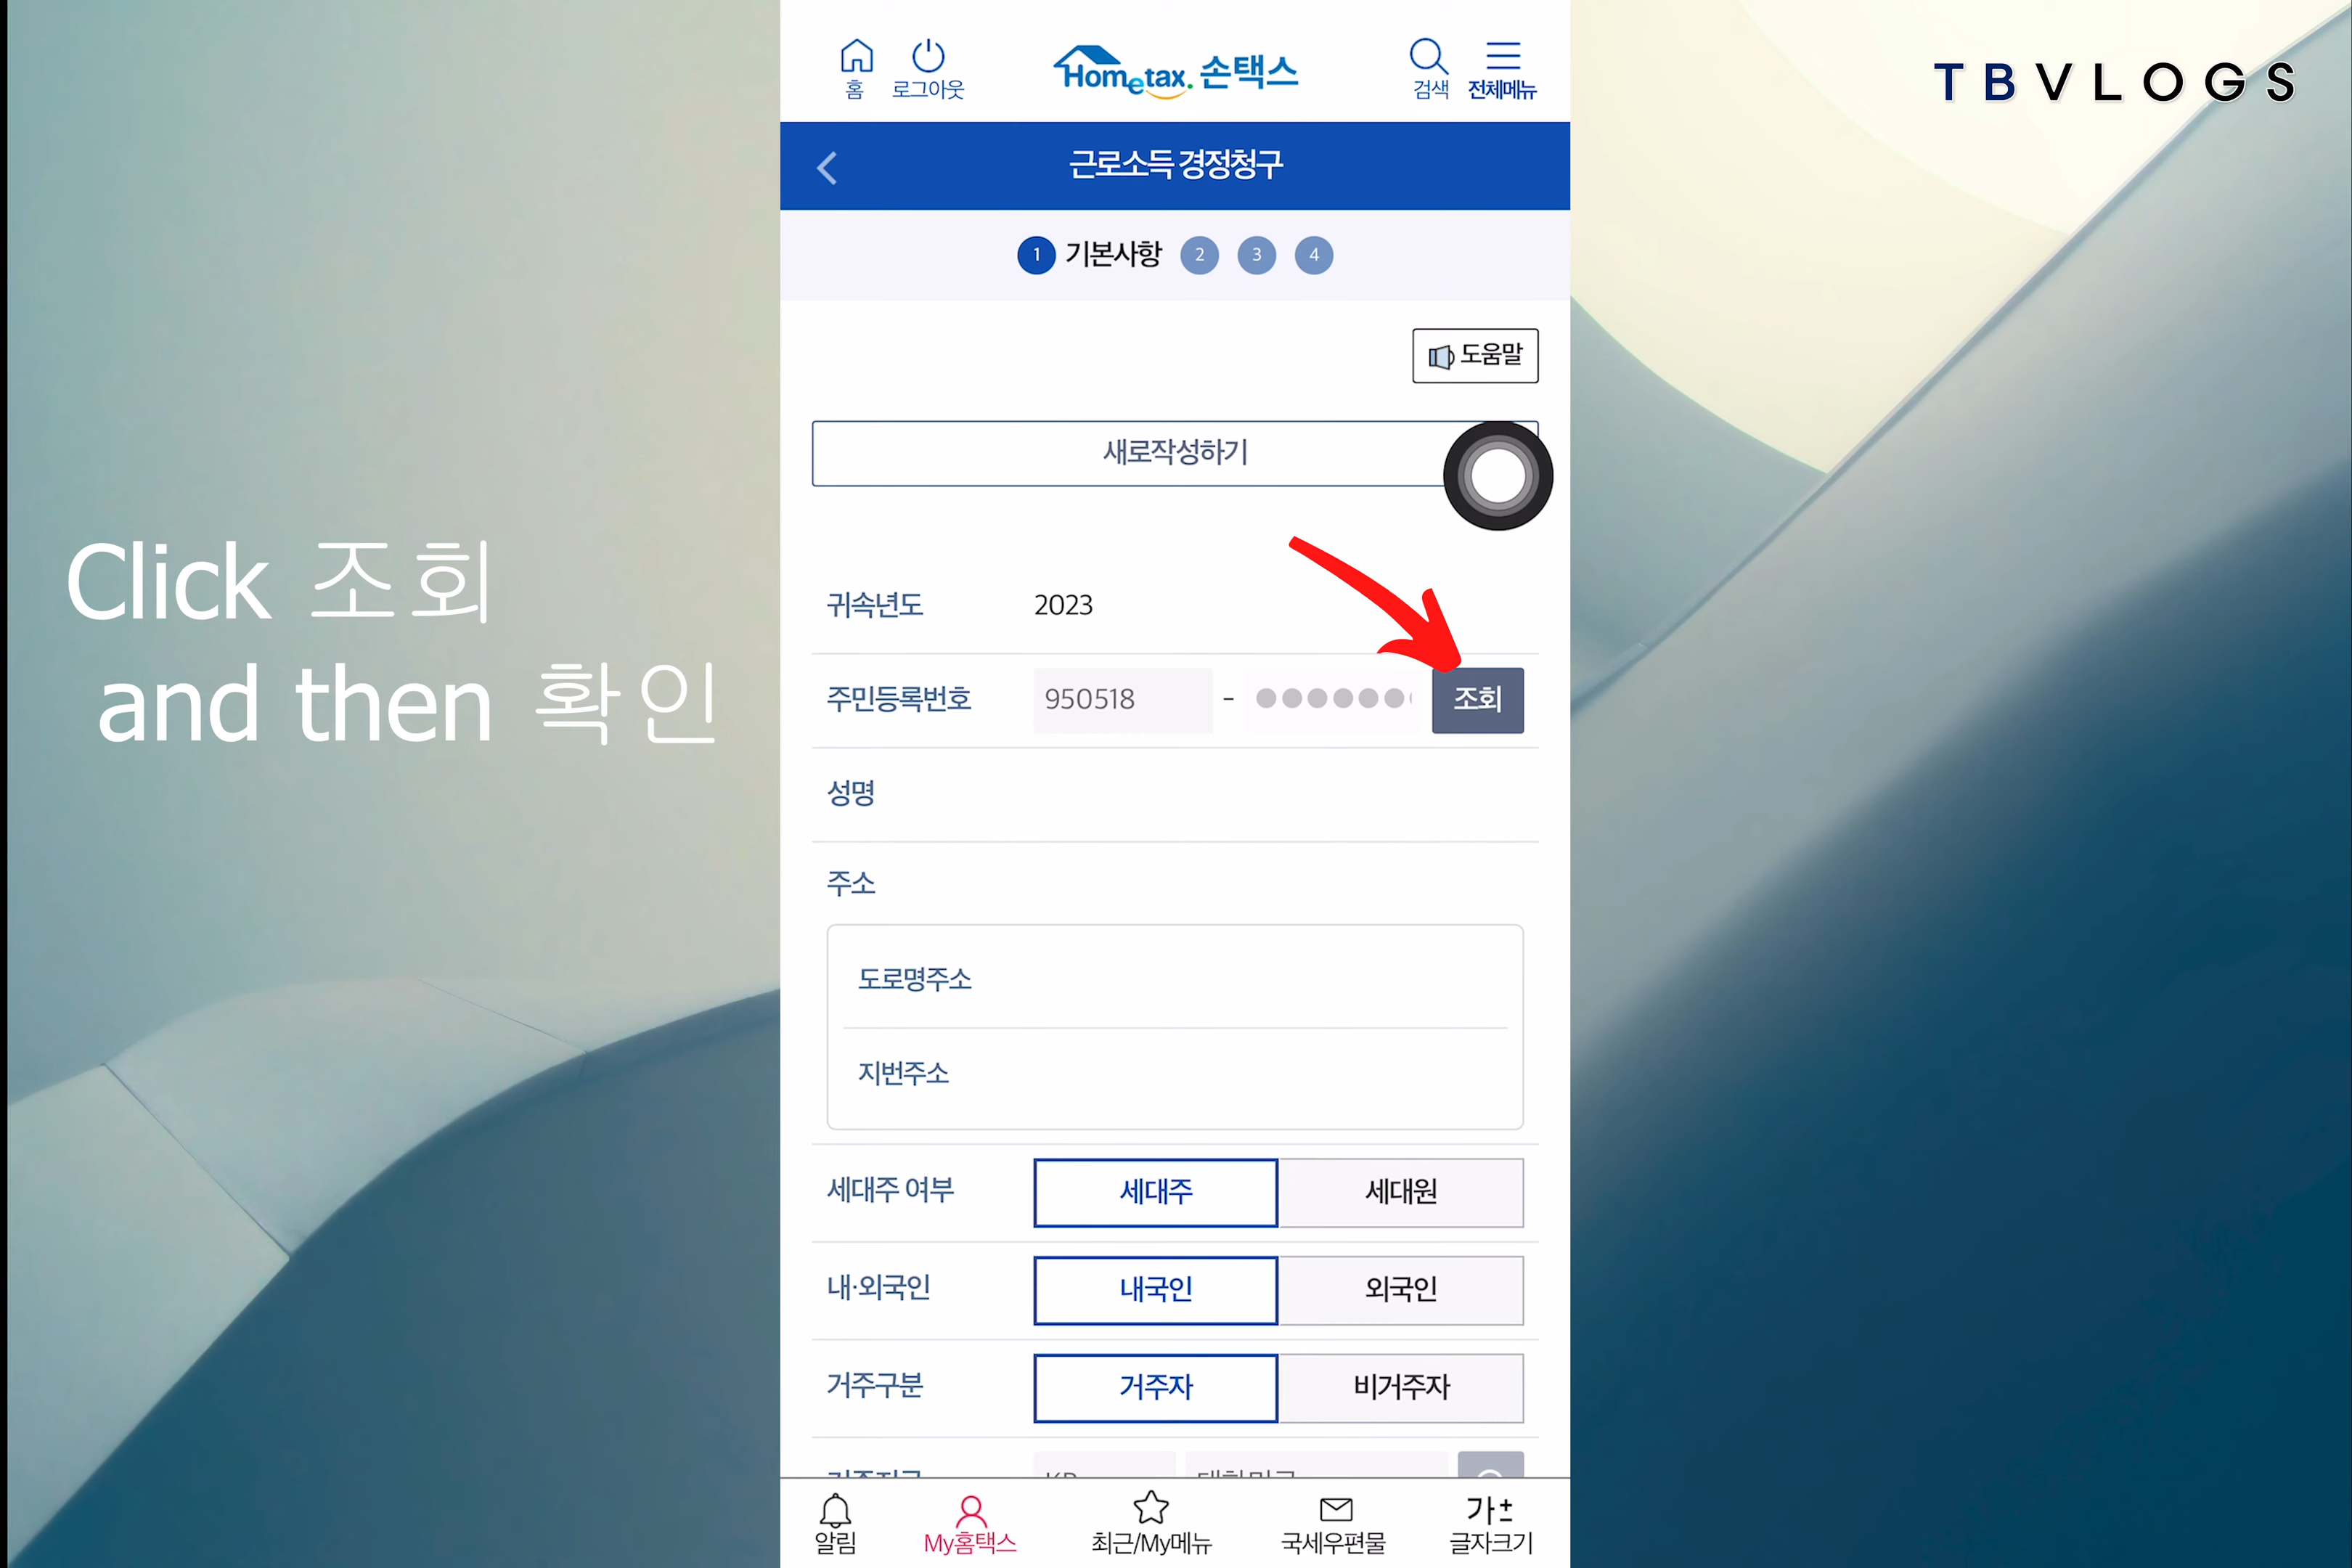 TBVLOGS
홈
로그아웃
Hometax. 손택스
검색
전체메뉴
근로소득 경정청구
1 기본사항 2 3 4
도움말
새로작성하기
Click 조회
and then 확인
귀속년도 2023
주민등록번호 950518 - 조회
성명
주소
도로명주소
지번주소
세대주 여부 세대주 세대원
내·외국인 내국인 외국인
거주구분 거주자 비거주자
알림
My홈택스
최근/My메뉴
국세우편물
가±
글자크기